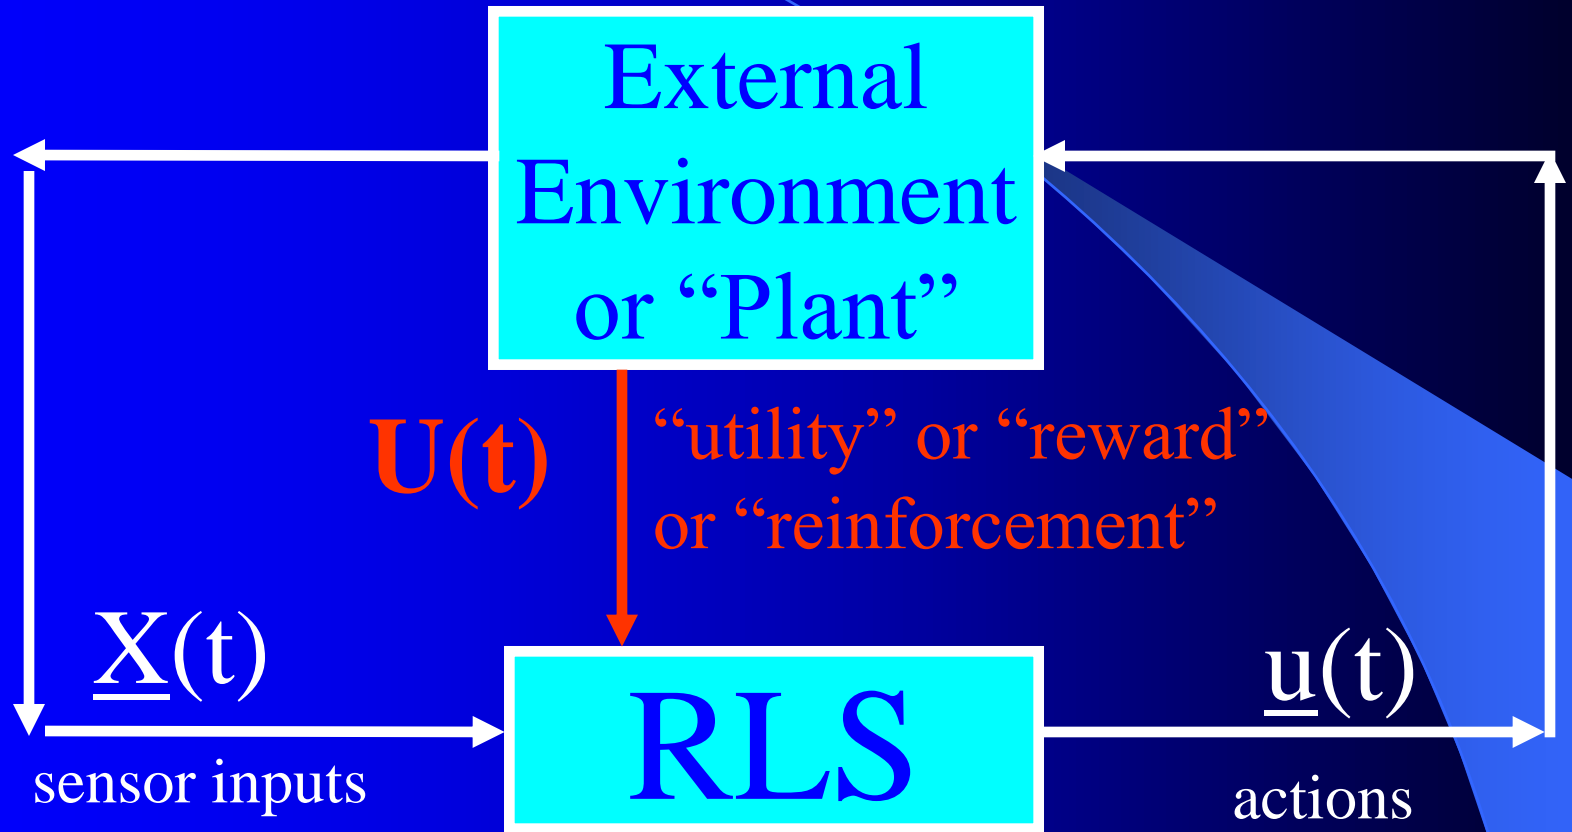 External
Environment
or “Plant”
U(t)
“utility” or “reward”
or “reinforcement”
X(t)
u(t)
RLS
sensor inputs
actions